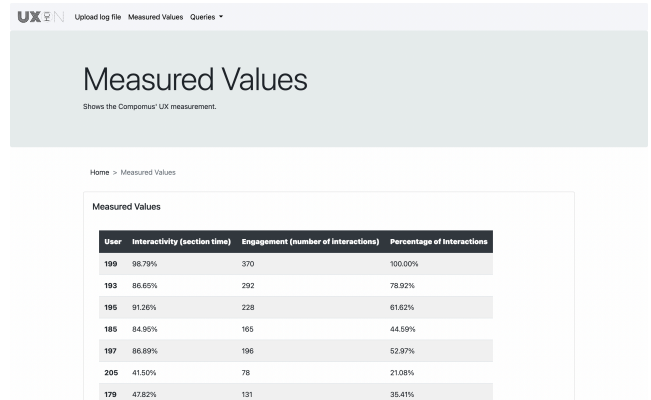 UXON Upload log file Measured Values Queries
Measured Values
Shows the Compomus' UX measurement.
Home > Measured Values
Measured Values
User Interactivity (section time) Engagement (number of interactions) Percentage of Interactions
199 98.79% 370 100.00%
193 86.65% 292 78.92%
195 91.26% 228 61.62%
185 84.95% 165 44.59%
197 86.89% 196 52.97%
205 41.50% 78 21.08%
179 47.82% 131 35.41%